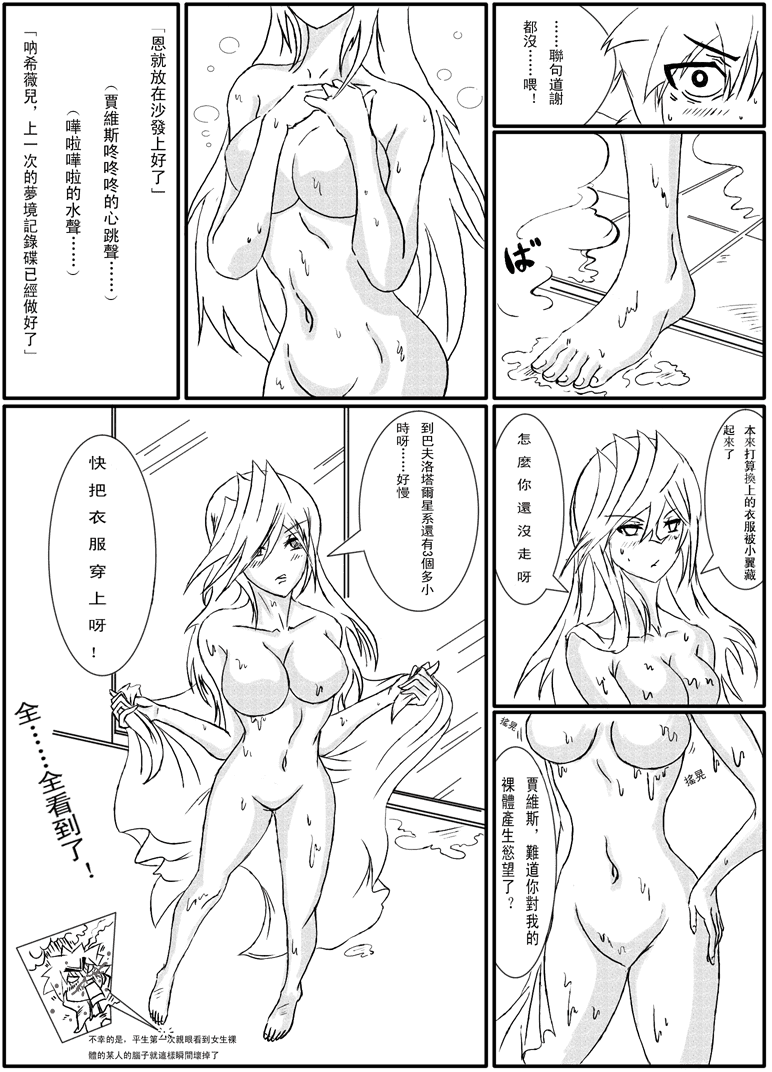 ……聯句道謝
都沒……喂！
ば
「恩就放在沙發上好了」
（賈維斯咚咚咚的心跳聲……）
（嘩啦嘩啦的水聲……）
「吶希薇兒，上一次的夢境記錄碟已經做好了」
本來打算換上的衣服被小翼藏
起來了
怎麼你還沒走呀
搖晃
搖晃
賈維斯，難道你對我的
裸體產生慾望了？
到巴夫洛塔爾星系還有3個多小
時呀……好慢
快把衣服穿上呀！
全……全看到了！
不幸的是，平生第一次親眼看到女生裸
體的某人的腦子就這樣瞬間壞掉了